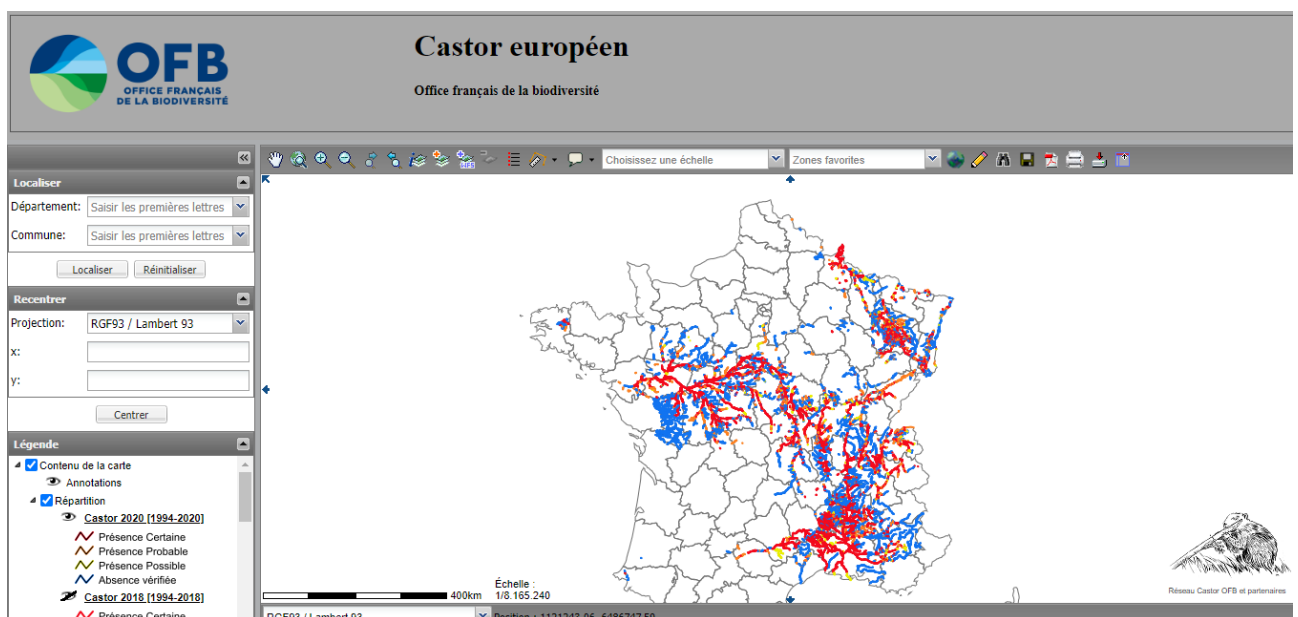 OFB
OFFICE FRANÇAIS
DE LA BIODIVERSITÉ
Castor européen
Office français de la biodiversité
Choisissez une échelle
Zones favorites
WFS
Localiser
Département:
Saisir les premières lettres
Commune:
Saisir les premières lettres
Localiser
Réinitialiser
Recentrer
Projection:
RGF93 / Lambert 93
x:
y:
Centrer
Légende
Contenu de la carte
Annotations
Répartition
Castor 2020 [1994-2020]
Présence Certaine
Présence Probable
Présence Possible
Absence vérifiée
Castor 2018 [1994-2018]
Présence Certaine
400km
Échelle :
1/8.165.240
Réseau Castor OFB et partenaires
RGF93 / Lambert 93